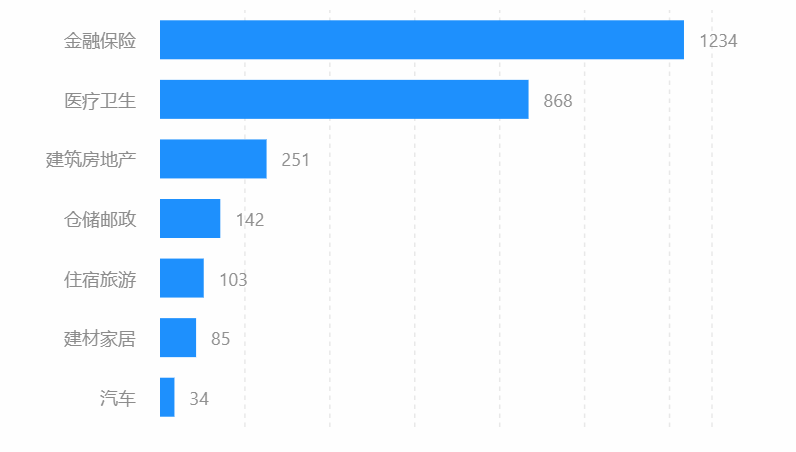 金融保险 1234
医疗卫生 868
建筑房地产 251
仓储邮政 142
住宿旅游 103
建材家居 85
汽车 34